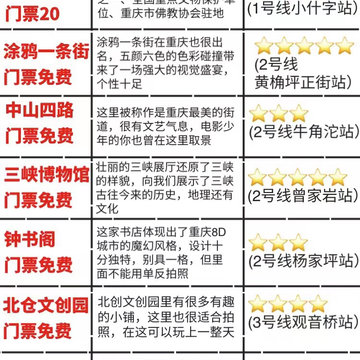 一、全国重点文物保护单
门票20
位、重庆市佛教协会驻地
(1号线小什字站)
涂鸦一条街
门票免费
涂鸦一条街在重庆也很出
名，五颜六色的色彩碰撞带
来了一场强大的视觉盛宴，
个性十足
(2号线
黄桷坪正街站)
中山四路
门票免费
这里被称作是重庆最美的街
道，很有文艺气息，电影少
年的你也曾在这里取景
(2号线牛角沱站)
三峡博物馆
门票免费
壮丽的三峡展厅还原了三峡
的样貌，向我们展示了三峡
古往今来的历史，地理还有
文化
(2号线曾家岩站)
钟书阁
门票免费
这家书店体现出了重庆8D
城市的魔幻风格，设计十
分独特，别具一格，但里
面不能用单反拍照
(2号线杨家坪站)
北仓文创园
门票免费
北创文创园里有很多有趣
的小铺，这里也很适合拍
照，在这可以玩上一整天
(3号线观音桥站)